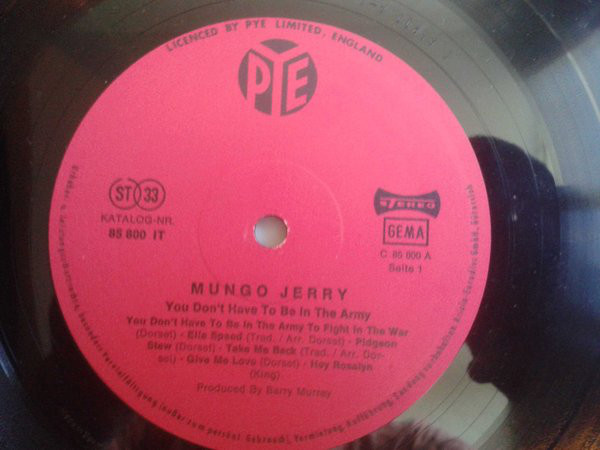 LICENCED BY PYE LIMITED, ENGLAND
PYE
ST 33
KATALOG-NR.
85 800 IT
STEREO
GEMA
C 85 800 A
Seite 1
MUNGO JERRY
You Don't Have To Be In The Army
You Don't Have To Be In The Army To Fight In The War
(Dorset) - Ella Speed (Trad. / Arr. Dorset) - Pidgeon
Stew (Dorset) - Take Me Back (Trad. / Arr. Dor-
set) - Give Me Love (Dorset) - Hey Rosalyn
(King)
Produced By Barry Murray